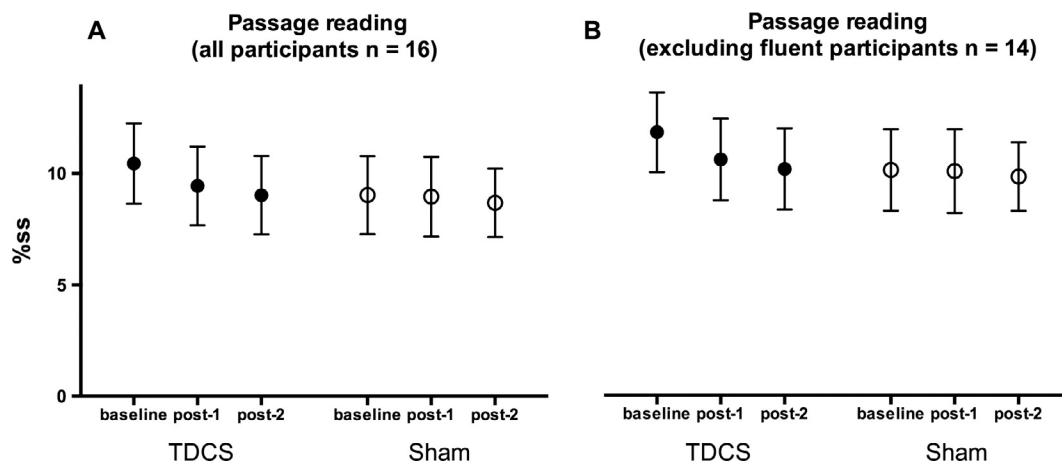 A
Passage reading
(all participants n = 16)
%ss
10
5
0
baseline post-1 post-2 baseline post-1 post-2
TDCS Sham
B
Passage reading
(excluding fluent participants n = 14)
baseline post-1 post-2 baseline post-1 post-2
TDCS Sham